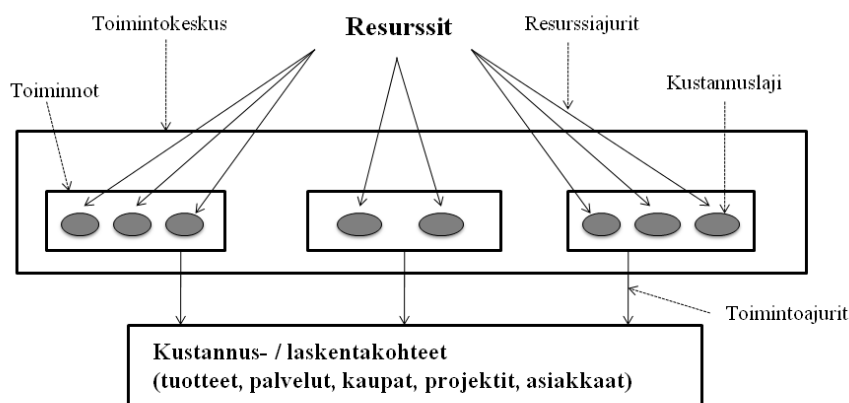 Toimintokeskus
Resurssit
Resurssiajurit
Toiminnot
Kustannuslaji
Toimintoajurit
Kustannus- / laskentakohteet
(tuotteet, palvelut, kaupat, projektit, asiakkaat)